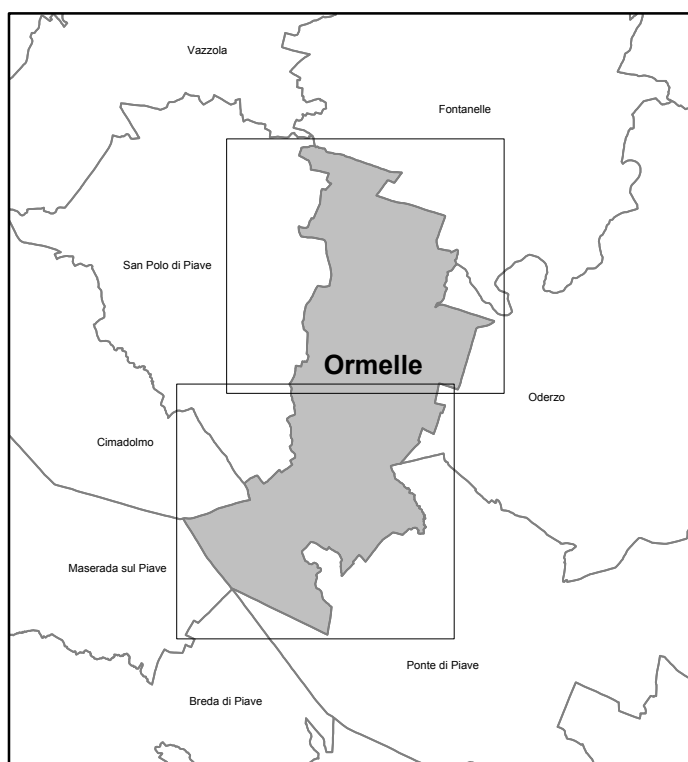 Vazzola
Fontanelle
San Polo di Piave
Ormelle
Oderzo
Cimadolmo
Maserada sul Piave
Ponte di Piave
Breda di Piave